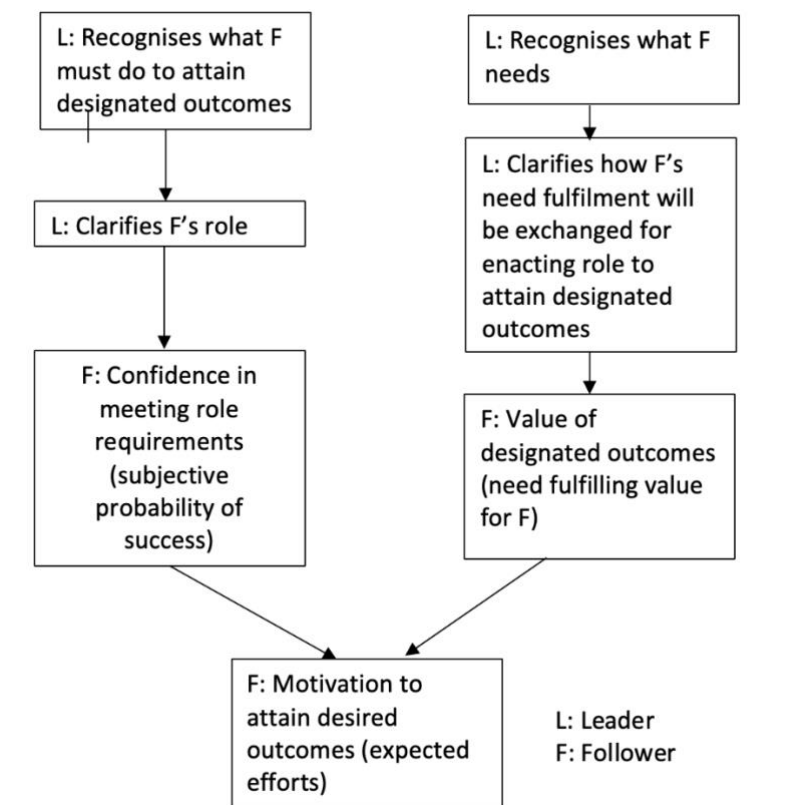 L: Recognises what F
must do to attain
designated outcomes
L: Clarifies F’s role
F: Confidence in
meeting role
requirements
(subjective
probability of
success)
L: Recognises what F
needs
L: Clarifies how F’s
need fulfilment will
be exchanged for
enacting role to
attain designated
outcomes
F: Value of
designated outcomes
(need fulfilling value
for F)
F: Motivation to
attain desired
outcomes (expected
efforts)
L: Leader
F: Follower